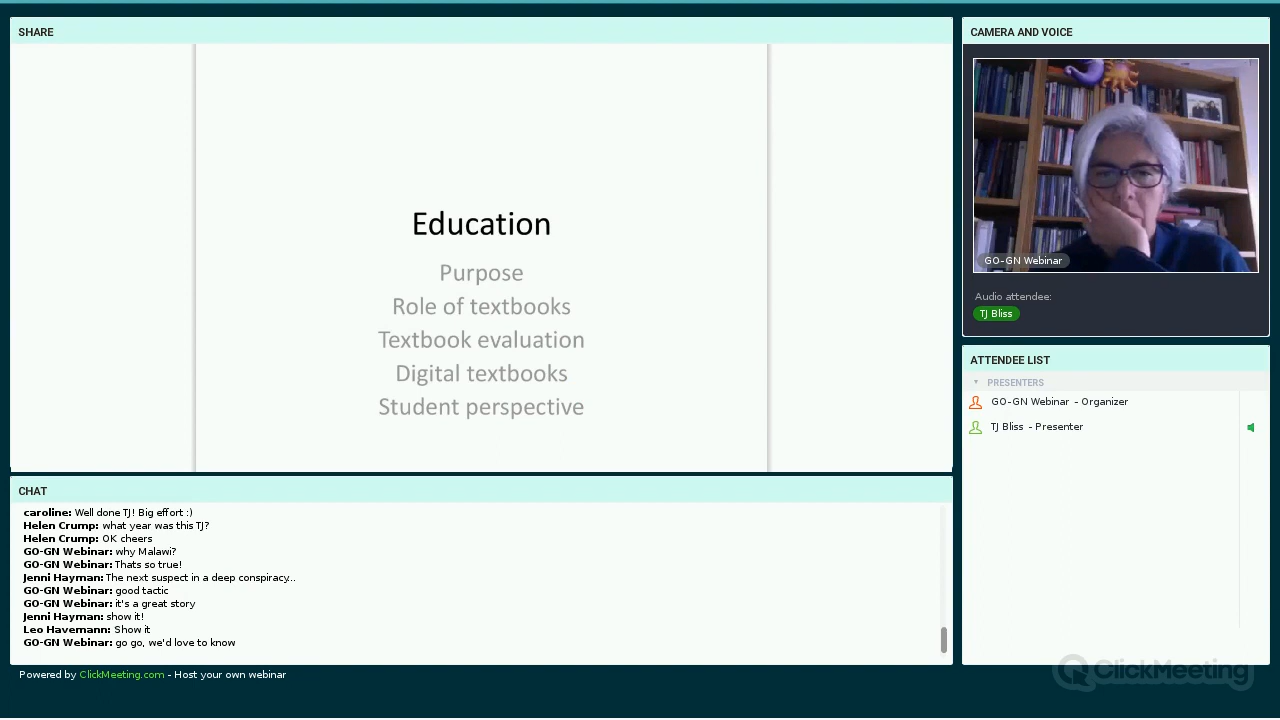 SHARE
Education
Purpose
Role of textbooks
Textbook evaluation
Digital textbooks
Student perspective
CHAT
caroline: Well done TJ! Big effort :)
Helen Crump: what year was this TJ?
Helen Crump: OK cheers
GO-GN Webinar: why Malawi?
GO-GN Webinar: Thats so true!
Jenni Hayman: The next suspect in a deep conspiracy...
GO-GN Webinar: good tactic
GO-GN Webinar: it's a great story
Jenni Hayman: show it!
Leo Havemann: Show it
GO-GN Webinar: go go, we'd love to know
Powered by ClickMeeting.com - Host your own webinar
CAMERA AND VOICE
GO-GN Webinar
Audio attendee:
TJ Bliss
ATTENDEE LIST
PRESENTERS
GO-GN Webinar - Organizer
TJ Bliss - Presenter
ClickMeeting